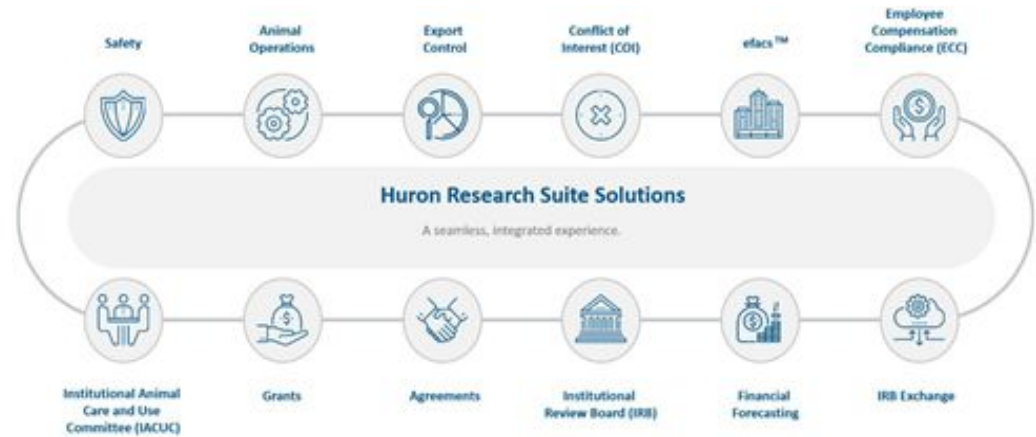 Safety
Animal
Operations
Export
Control
Conflict of
Interest (COI)
efacs™
Employee
Compensation
Compliance (ECC)
Huron Research Suite Solutions
A seamless, integrated experience.
Institutional Animal
Care and Use
Committee (IACUC)
Grants
Agreements
Institutional
Review Board (IRB)
Financial
Forecasting
IRB Exchange